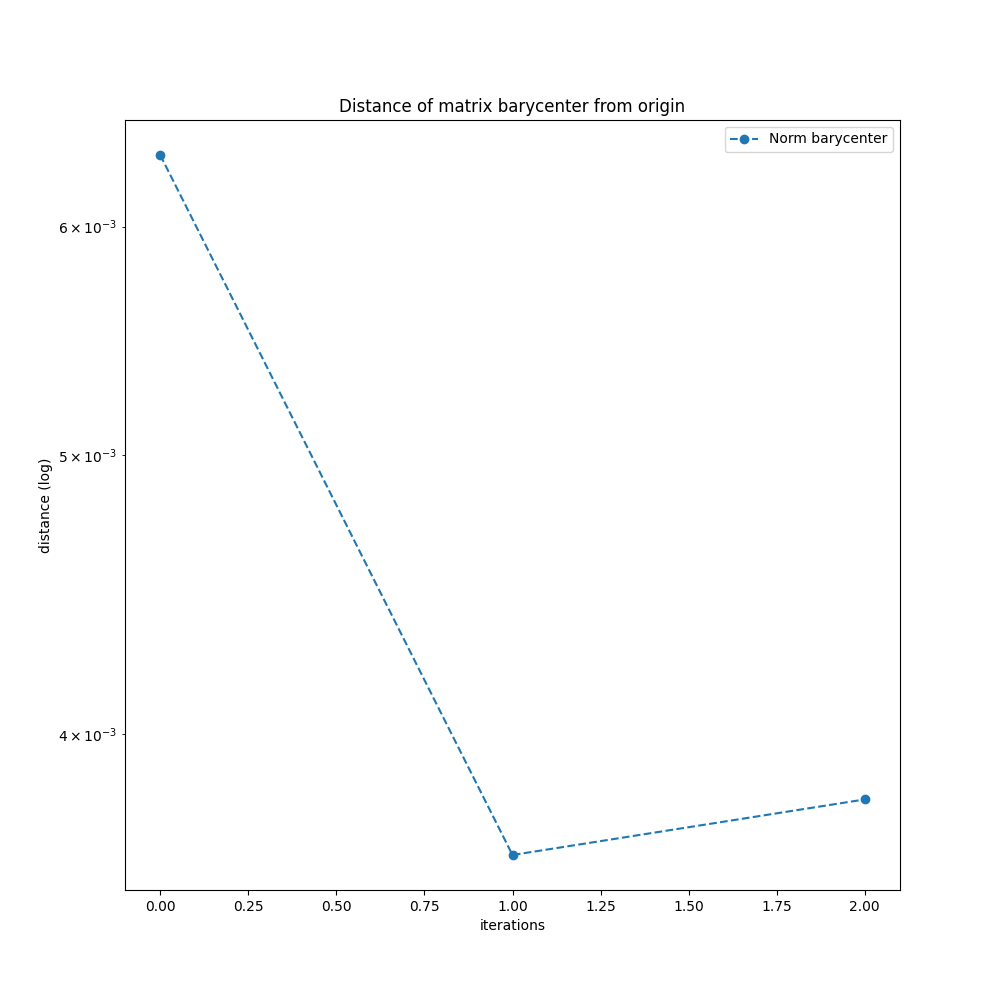 Distance of matrix barycenter from origin
Norm barycenter
6 × 10⁻³
5 × 10⁻³
4 × 10⁻³
distance (log)
0.00 0.25 0.50 0.75 1.00 1.25 1.50 1.75 2.00
iterations